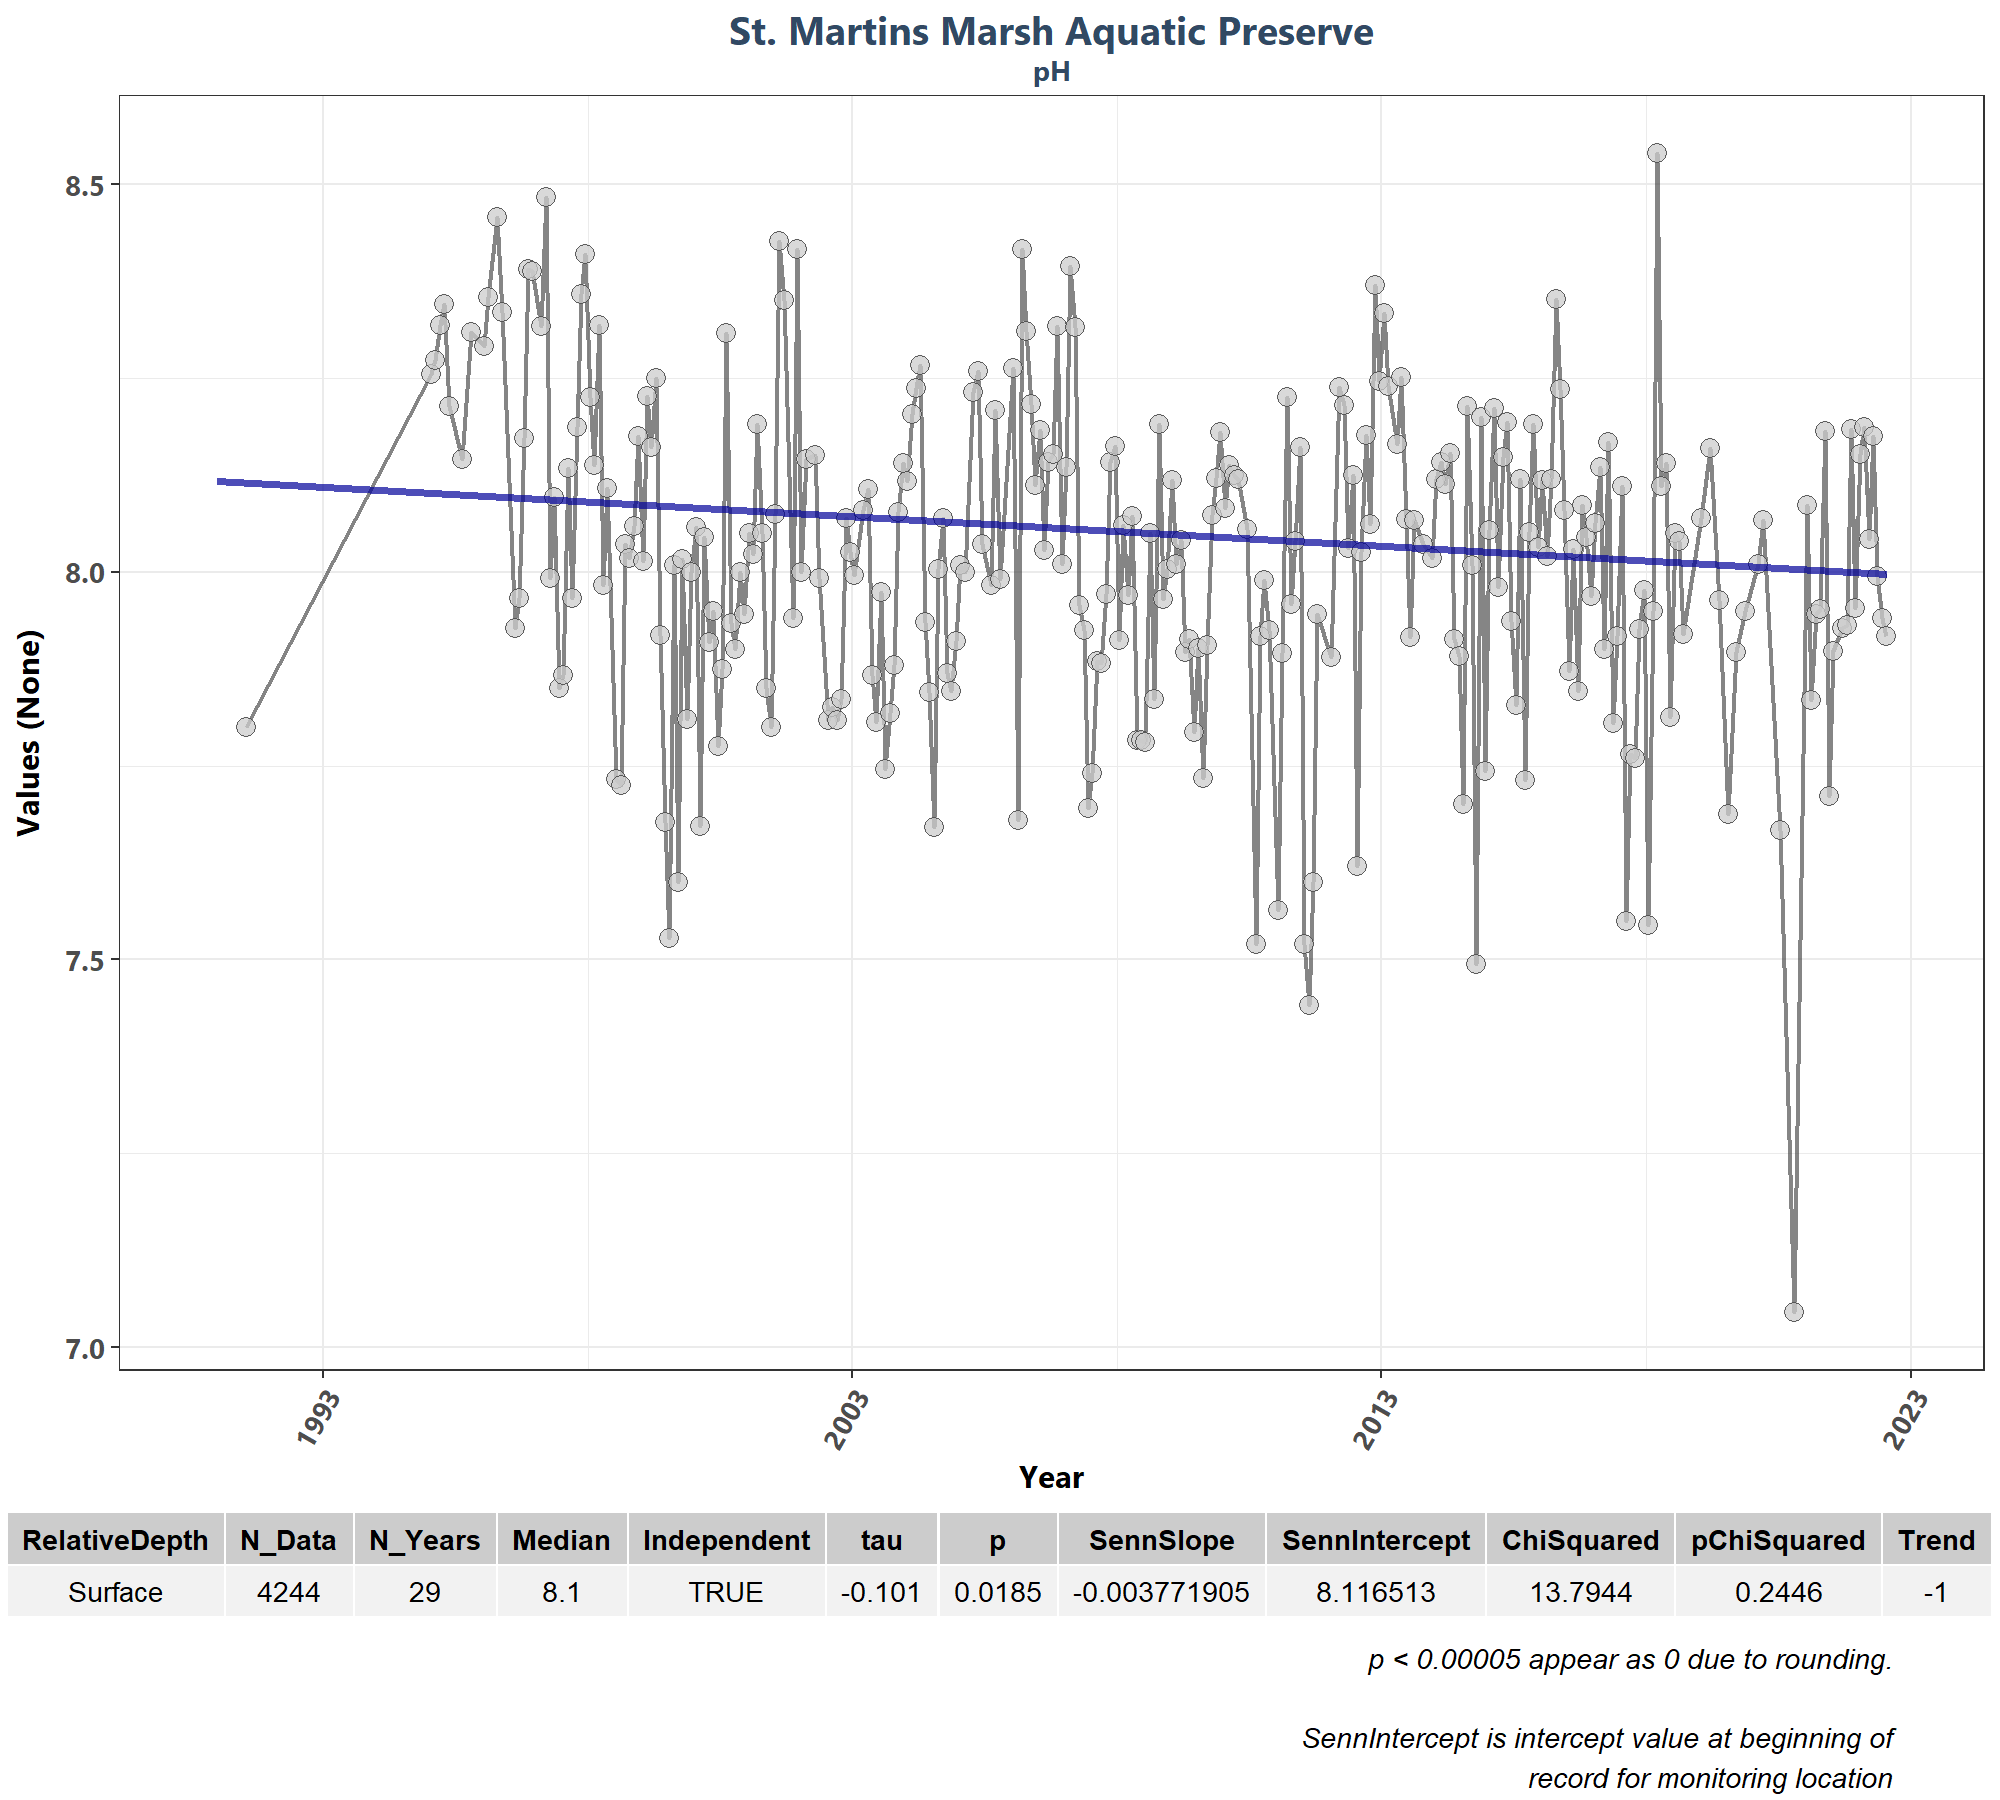 St. Martins Marsh Aquatic Preserve
pH
8.5
8.0
7.5
7.0
Values (None)
1993
2003
2013
2023
Year
RelativeDepth N_Data N_Years Median Independent tau p SennSlope SennIntercept ChiSquared pChiSquared Trend
Surface 4244 29 8.1 TRUE -0.101 0.0185 -0.003771905 8.116513 13.7944 0.2446 -1
p < 0.00005 appear as 0 due to rounding.
SennIntercept is intercept value at beginning of
record for monitoring location